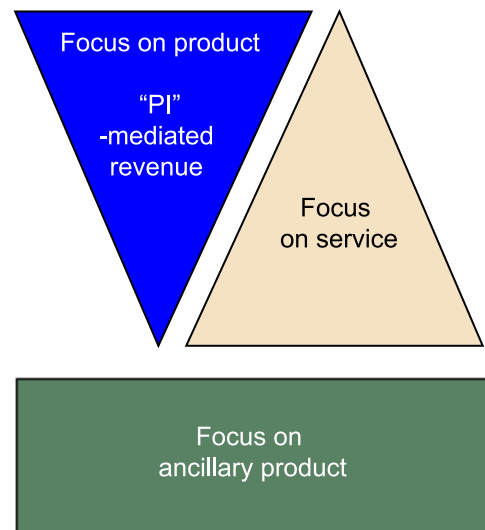 Focus on product
“PI”
-mediated
revenue
Focus
on service
Focus on
ancillary product